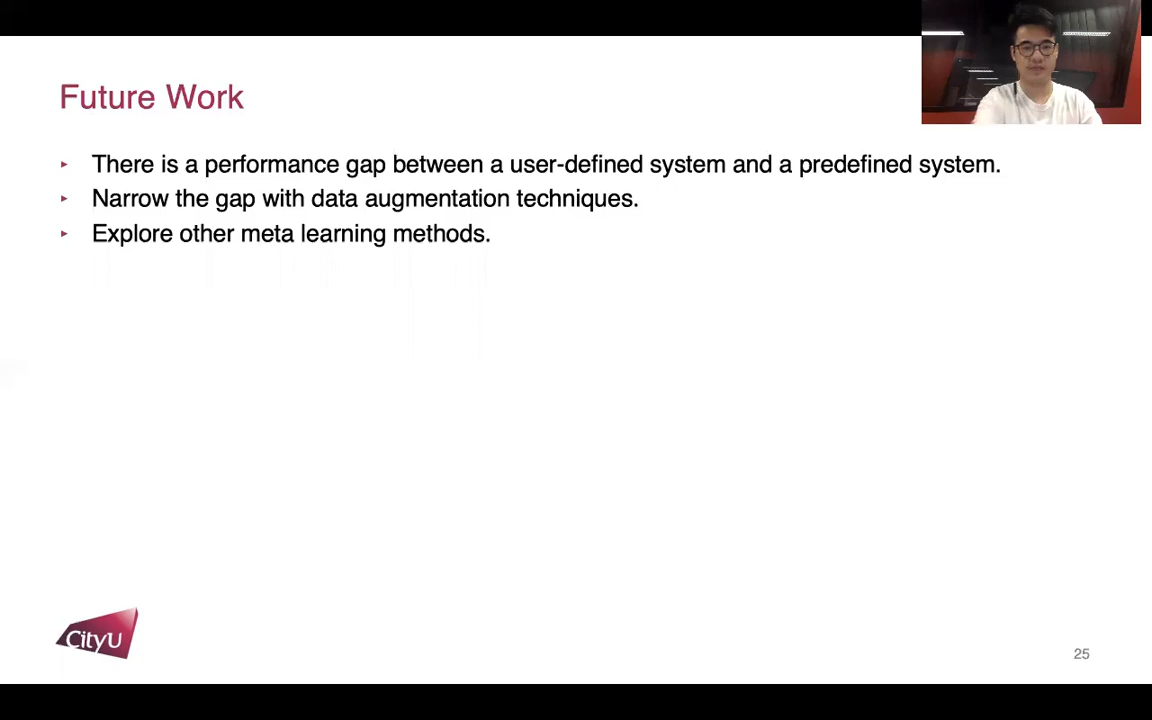 Future Work
There is a performance gap between a user-defined system and a predefined system.
Narrow the gap with data augmentation techniques.
Explore other meta learning methods.
CityU
25